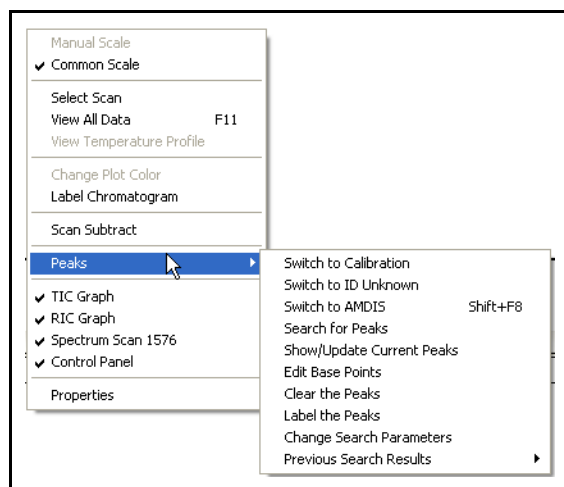 Manual Scale
Common Scale
Select Scan
View All Data F11
View Temperature Profile
Change Plot Color
Label Chromatogram
Scan Subtract
Peaks
TIC Graph
RIC Graph
Spectrum Scan 1576
Control Panel
Properties
Switch to Calibration
Switch to ID Unknown
Switch to AMDIS Shift+F8
Search for Peaks
Show/Update Current Peaks
Edit Base Points
Clear the Peaks
Label the Peaks
Change Search Parameters
Previous Search Results